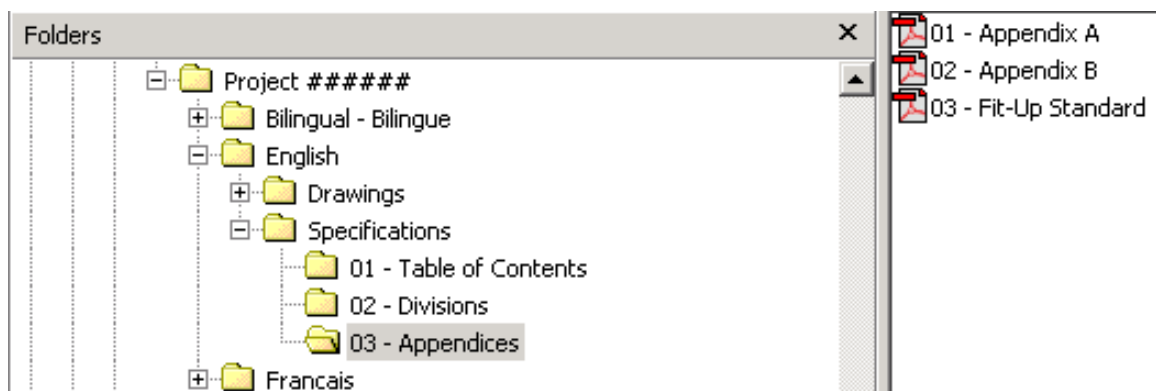 Folders
Project ######
Bilingual - Bilingue
English
Drawings
Specifications
01 - Table of Contents
02 - Divisions
03 - Appendices
Francais
01 - Appendix A
02 - Appendix B
03 - Fit-Up Standard